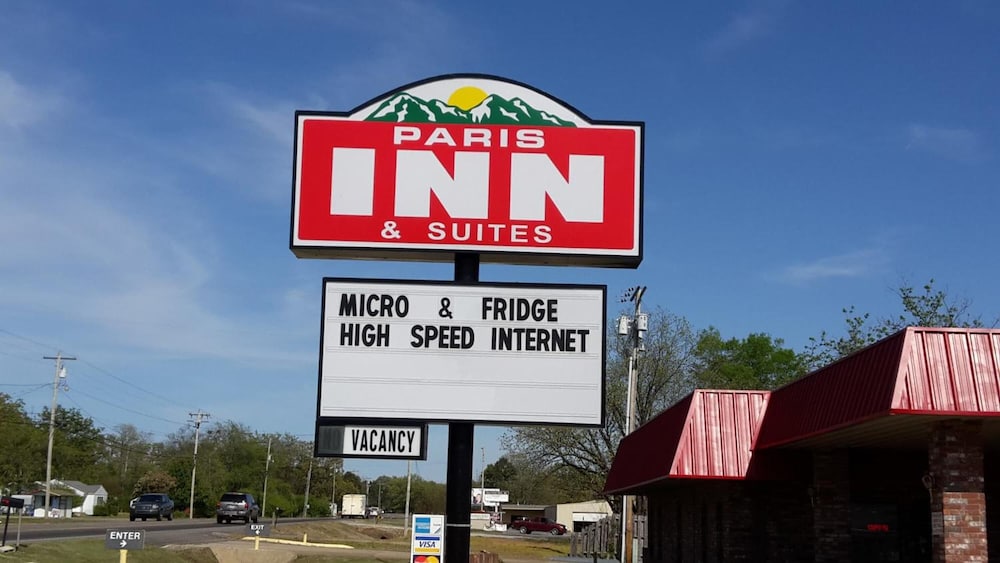 PARIS
INN
& SUITES
MICRO & FRIDGE
HIGH SPEED INTERNET
VACANCY
EXIT
ENTER
VISA